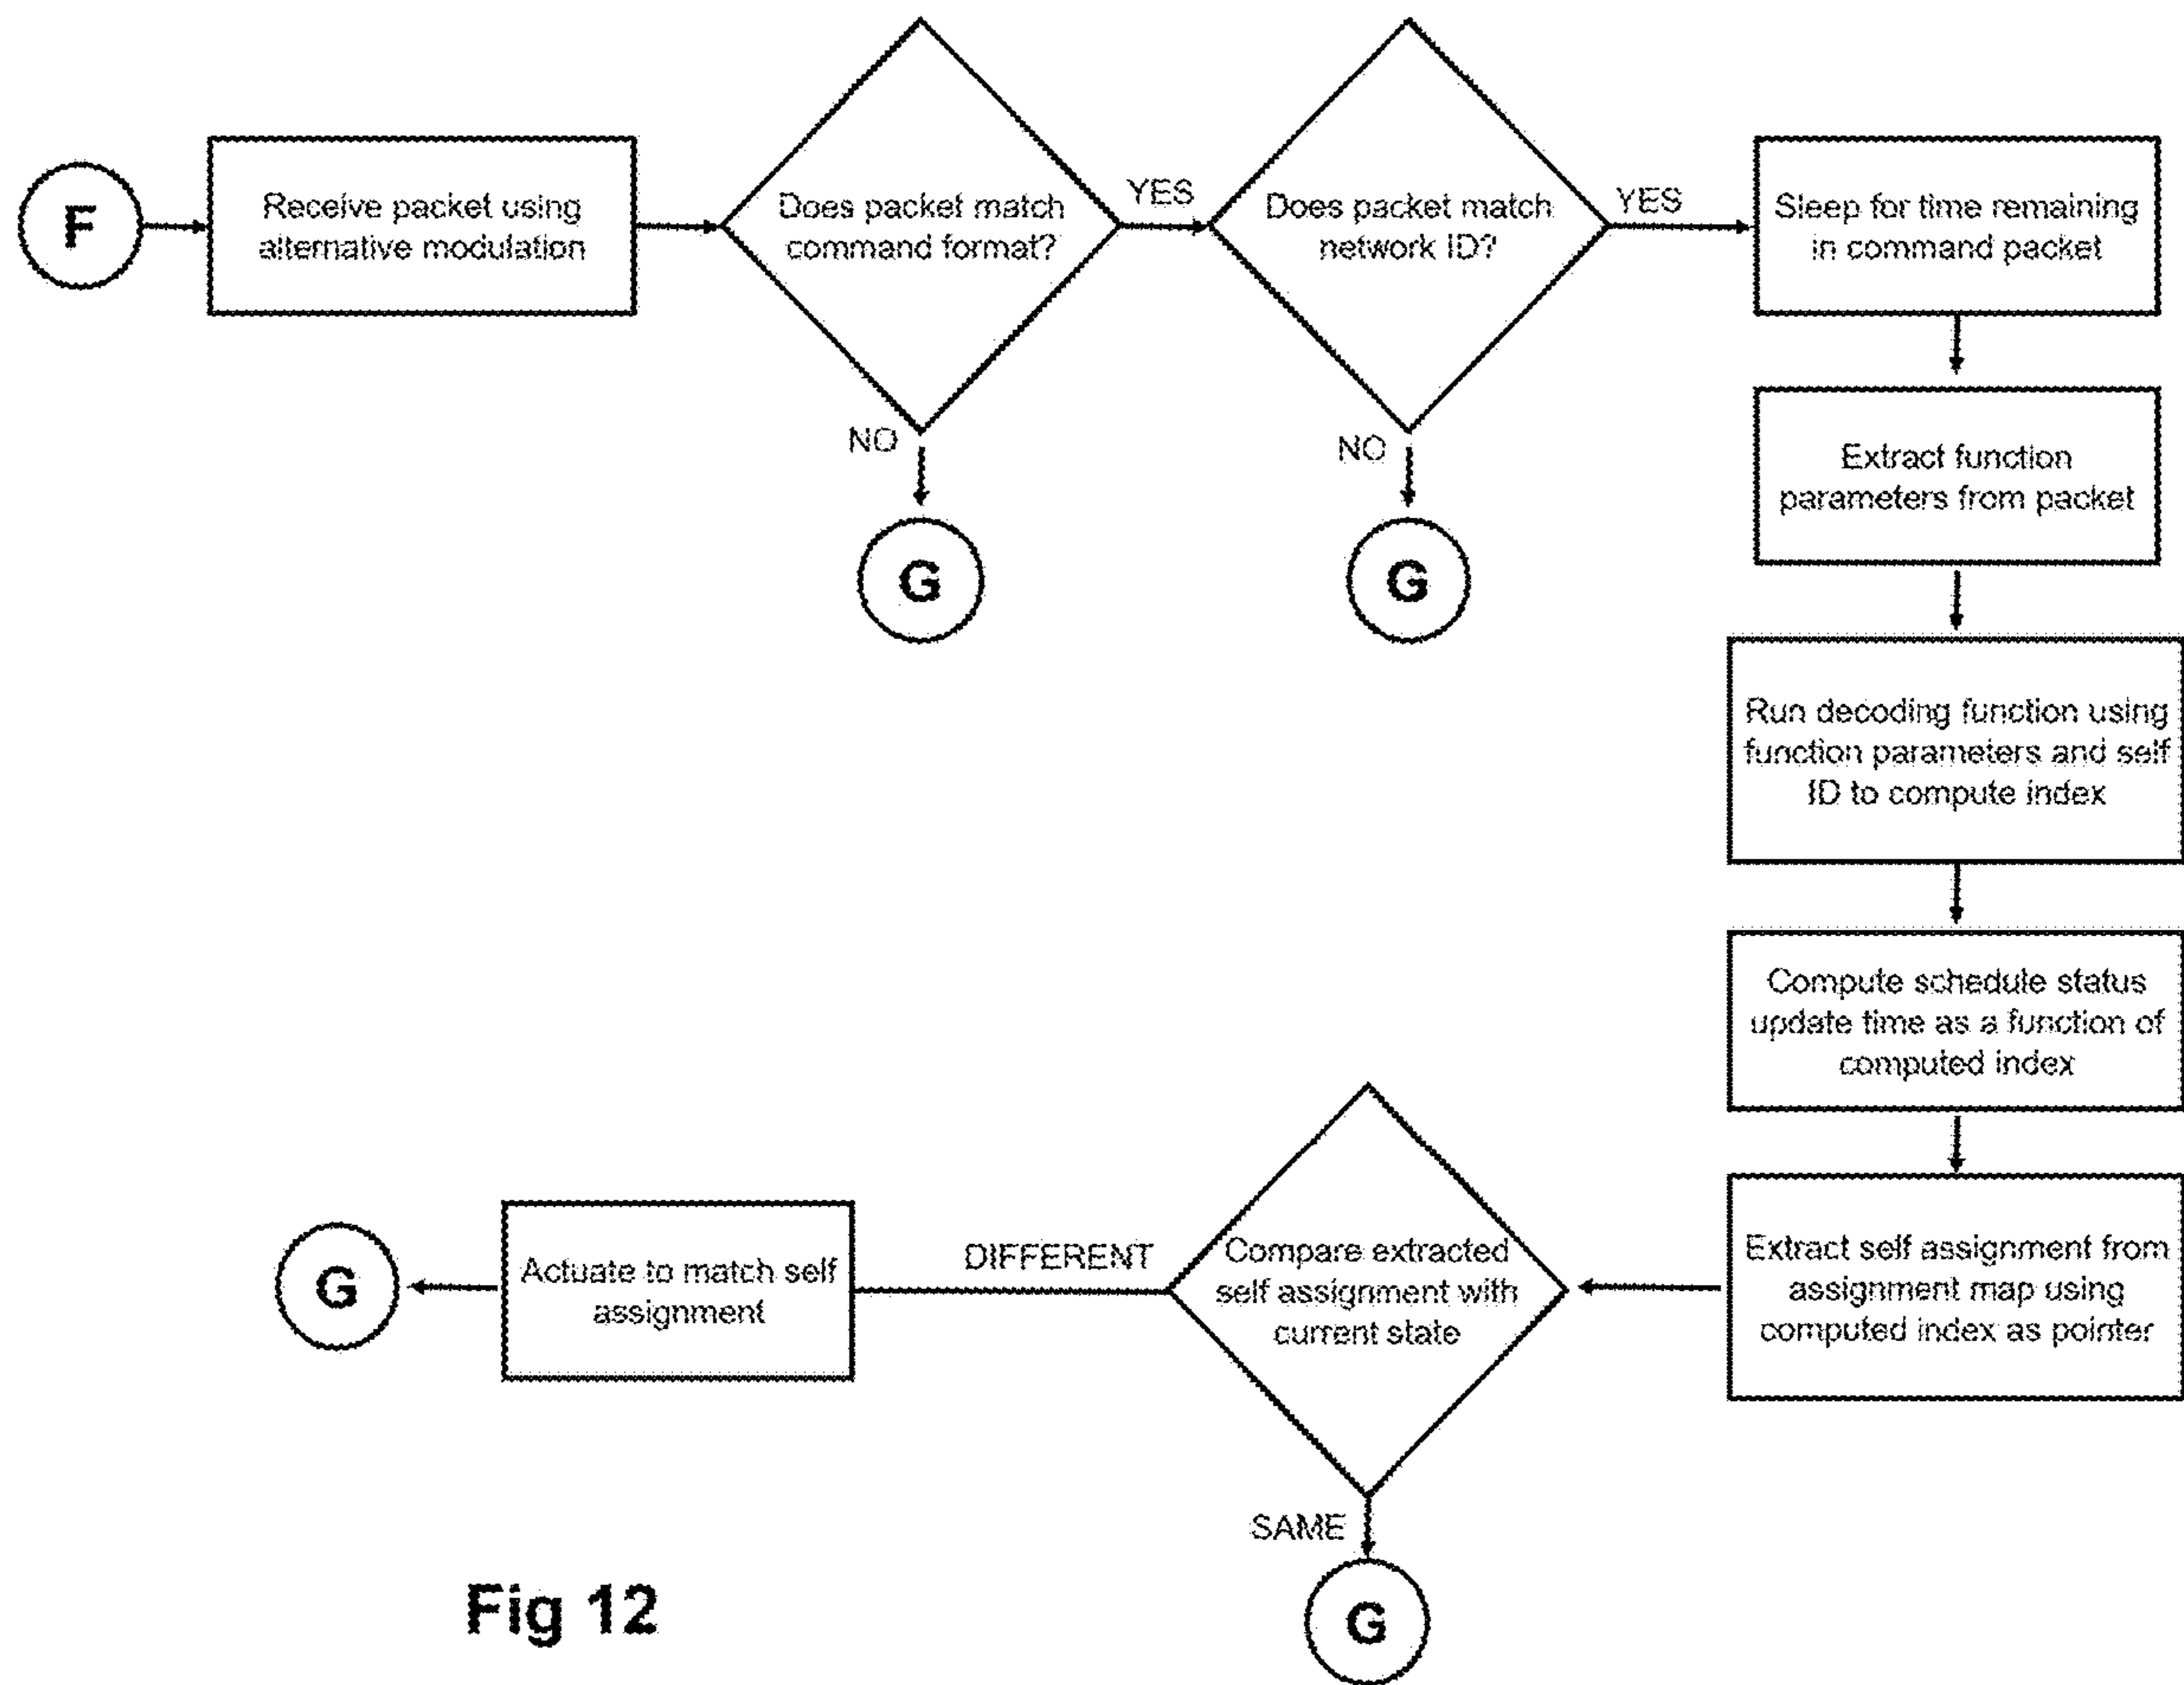 F
Receive packet using
alternative modulation
Does packet match
command format?
YES
Does packet match
network ID?
YES
Sleep for time remaining
in command packet
NO
G
NO
G
Extract function
parameters from packet
Run decoding function using
function parameters and self
ID to compute index
Compute schedule status
update time as a function of
computed index
Extract self assignment from
assignment map using
computed index as pointer
Compare extracted
self assignment with
current state
DIFFERENT
Actuate to match self
assignment
G
SAME
G
Fig 12